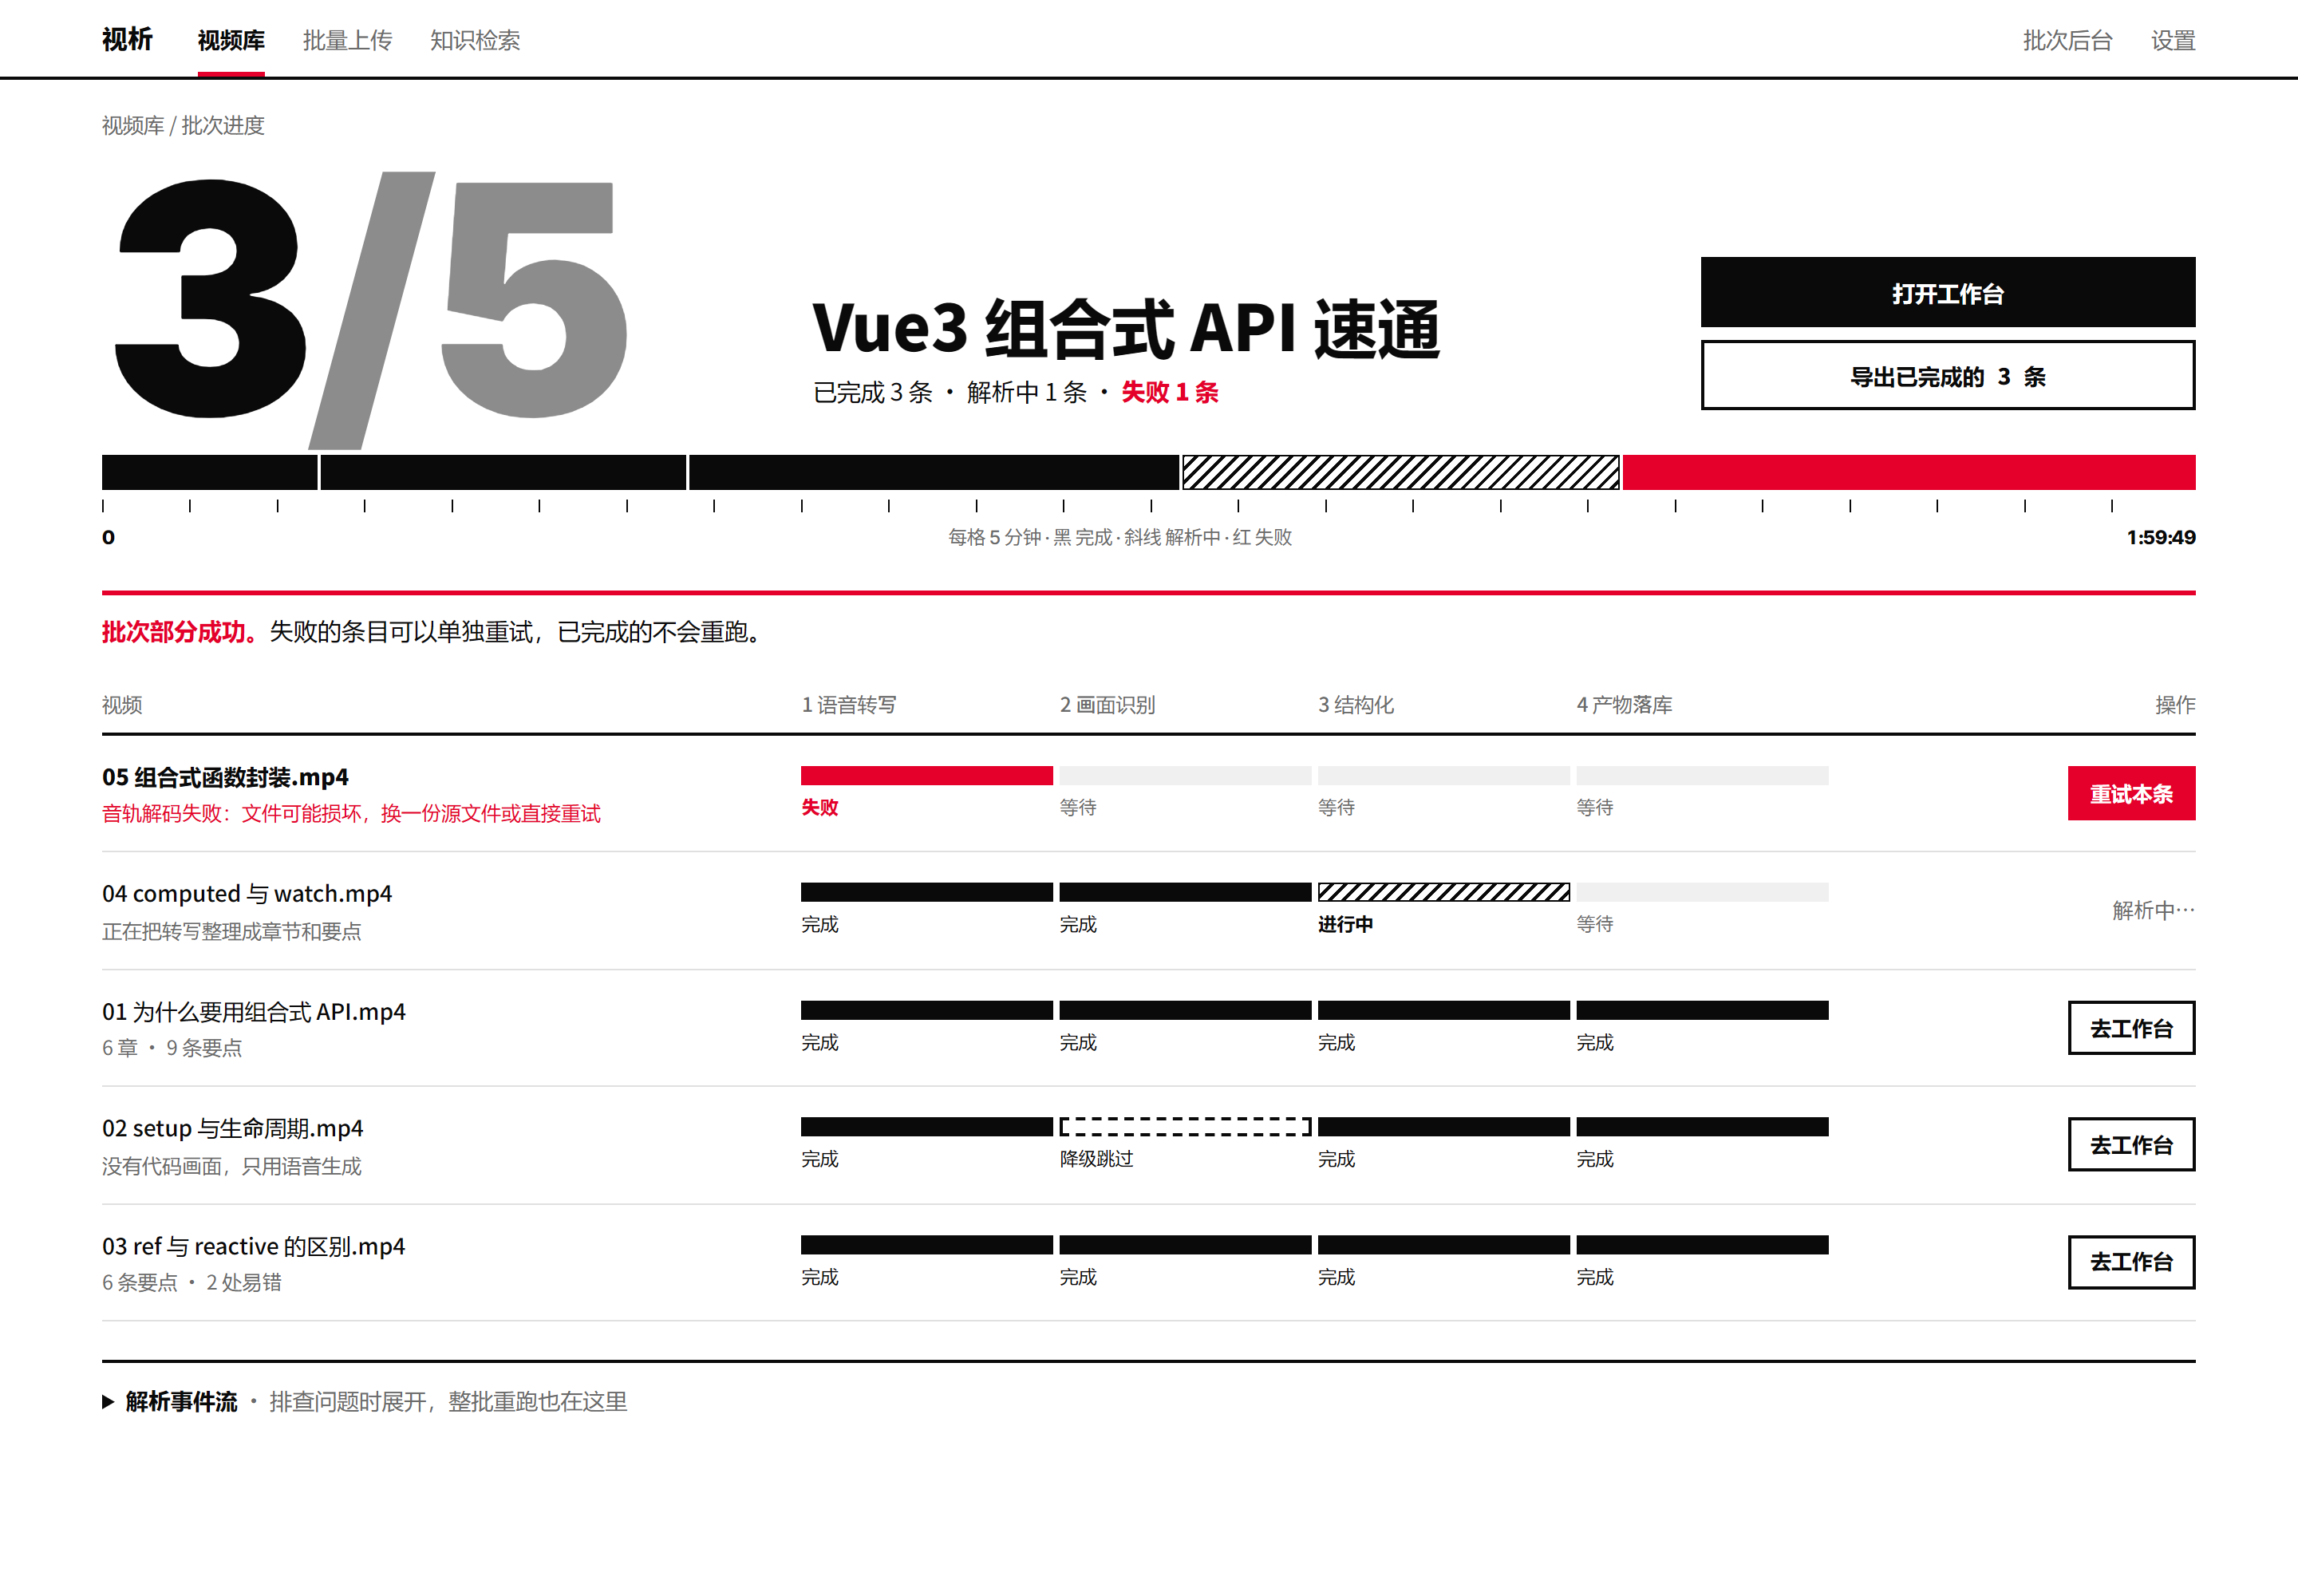 视析 视频库 批量上传 知识检索 批次后台 设置
视频库 / 批次进度
3/5
Vue3 组合式 API 速通
已完成 3 条 · 解析中 1 条 · 失败 1 条
打开工作台
导出已完成的 3 条
0 每格 5 分钟 · 黑 完成 · 斜线 解析中 · 红 失败 1:59:49
批次部分成功。失败的条目可以单独重试，已完成的不会重跑。
视频 1 语音转写 2 画面识别 3 结构化 4 产物落库 操作
05 组合式函数封装.mp4
音轨解码失败：文件可能损坏，换一份源文件或直接重试
失败 等待 等待 等待
重试本条
04 computed 与 watch.mp4
正在把转写整理成章节和要点
完成 完成 进行中 等待
解析中…
01 为什么要用组合式 API.mp4
6 章 · 9 条要点
完成 完成 完成 完成
去工作台
02 setup 与生命周期.mp4
没有代码画面，只用语音生成
完成 降级跳过 完成 完成
去工作台
03 ref 与 reactive 的区别.mp4
6 条要点 · 2 处易错
完成 完成 完成 完成
去工作台
▶ 解析事件流 · 排查问题时展开，整批重跑也在这里